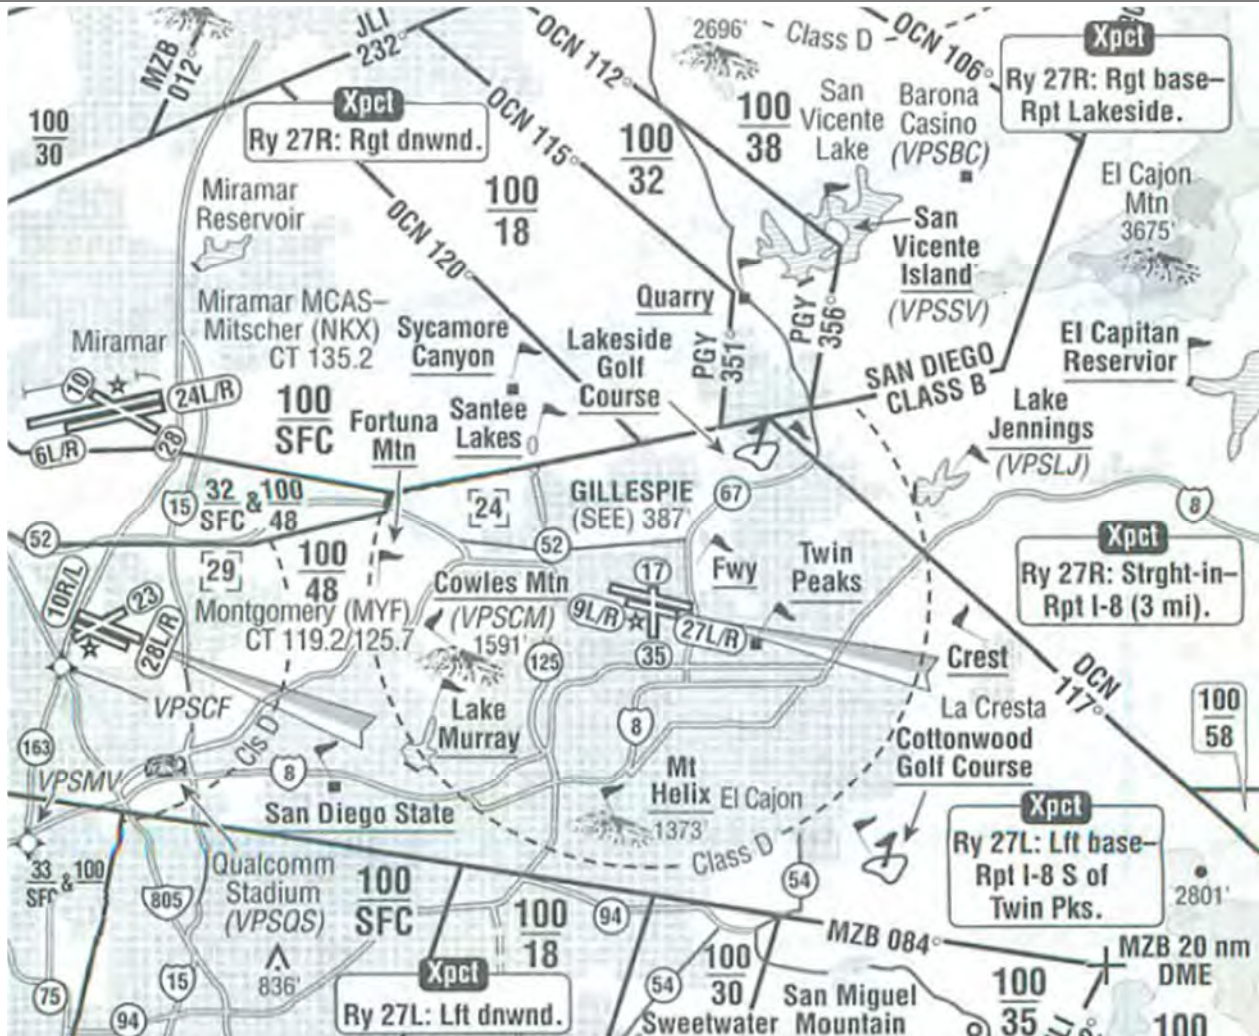 MZB
012°
JLI
232°
OCN 112°
2696'
Class D
OCN 106°
Xpct
Ry 27R: Rgt base–
Rpt Lakeside.
100
30
Xpct
Ry 27R: Rgt dnwnd.
OCN 115°
100
32
100
38
San
Vicente
Lake
Barona
Casino
(VPSBC)
El Cajon
Mtn
3675'
Miramar
Reservoir
100
18
OCN 120°
San
Vicente
Island
(VPSSV)
Quarry
PGY
351°
PGY
356°
Miramar MCAS–
Mitscher (NKX)
CT 135.2
Sycamore
Canyon
Lakeside
Golf
Course
El Capitan
Reservior
Miramar
10
24L/R
6L/R
28
100
SFC
Fortuna
Mtn
Santee
Lakes
SAN DIEGO
CLASS B
Lake
Jennings
(VPSLJ)
15
32
SFC
&
100
48
24
GILLESPIE
(SEE) 387'
67
8
52
29
100
48
52
Xpct
Ry 27R: Strght-in–
Rpt I-8 (3 mi).
10R/L
23
28L/R
Montgomery (MYF)
CT 119.2/125.7
Cowles Mtn
(VPSCM)
1591'
17
9L/R
27L/R
35
Fwy
Twin
Peaks
125
Crest
OCN
117°
VPSCF
Cls D
Lake
Murray
8
La Cresta
Cottonwood
Golf Course
100
58
163
VPSMV
8
San Diego State
Mt
Helix
1373'
El Cajon
Class D
Xpct
Ry 27L: Lft base–
Rpt I-8 S of
Twin Pks.
2801'
33
SFC
&
100
Qualcomm
Stadium
(VPSQS)
836'
805
100
SFC
100
18
94
54
MZB 084°
MZB 20 nm
DME
75
15
94
Xpct
Ry 27L: Lft dnwnd.
54
100
30
Sweetwater
San Miguel
Mountain
100
35
100